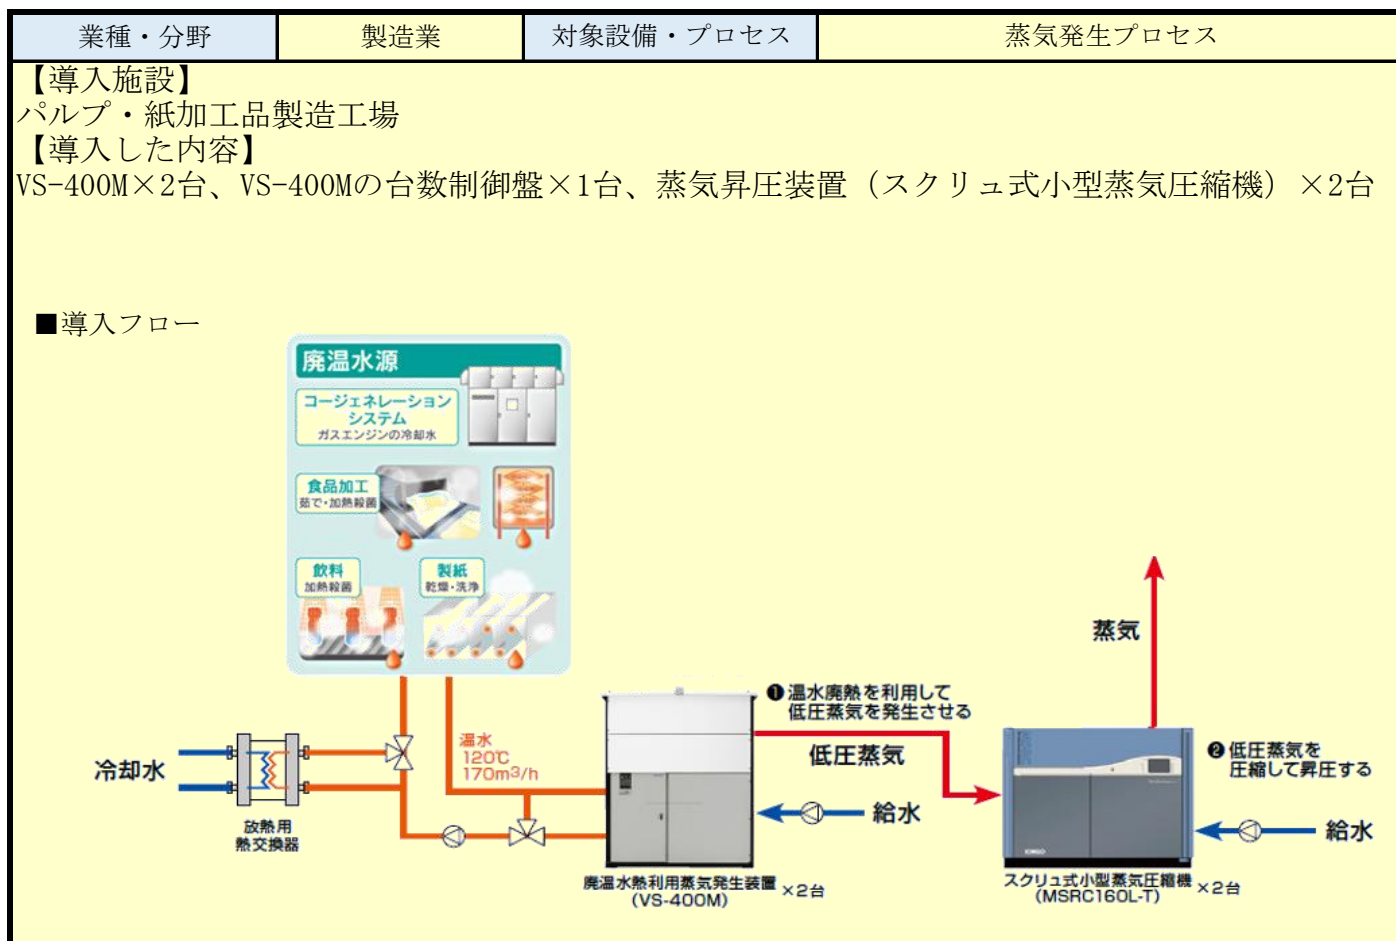 業種・分野 製造業 対象設備・プロセス 蒸気発生プロセス
【導入施設】
パルプ・紙加工品製造工場
【導入した内容】
VS-400M×2台、VS-400Mの台数制御盤×1台、蒸気昇圧装置（スクリュ式小型蒸気圧縮機）×2台
■導入フロー
廃温水源
コージェネレーション
システム
ガスエンジンの冷却水
食品加工
茹で・加熱殺菌
飲料
加熱殺菌
製紙
乾燥・洗浄
蒸気
❶温水廃熱を利用して
低圧蒸気を発生させる
低圧蒸気
❷低圧蒸気を
圧縮して昇圧する
温水
120℃
170m³/h
冷却水
放熱用
熱交換器
給水
給水
廃温水熱利用蒸気発生装置
(VS-400M)
×2台
スクリュ式小型蒸気圧縮機
(MSRC160L-T)
×2台